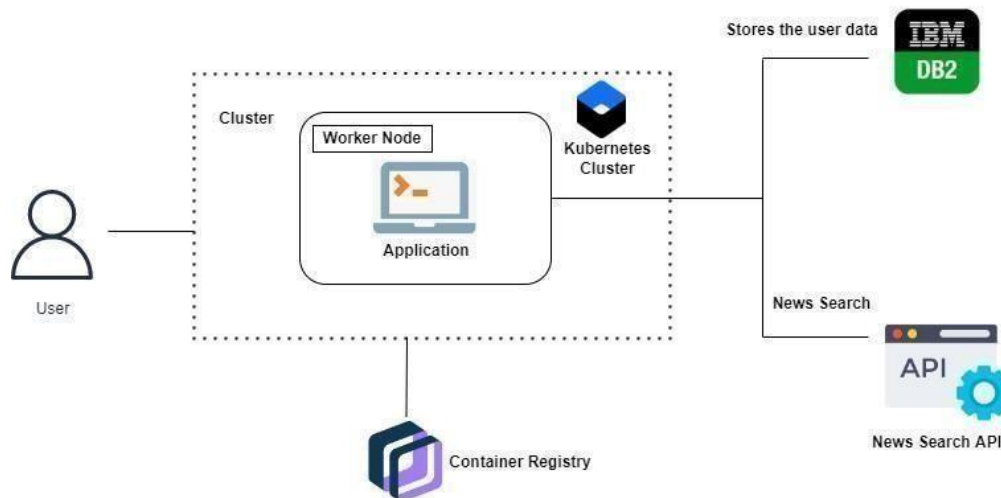 Stores the user data
IBM
DB2
Cluster
Worker Node
Kubernetes
Cluster
Application
User
News Search
API
News Search API
Container Registry